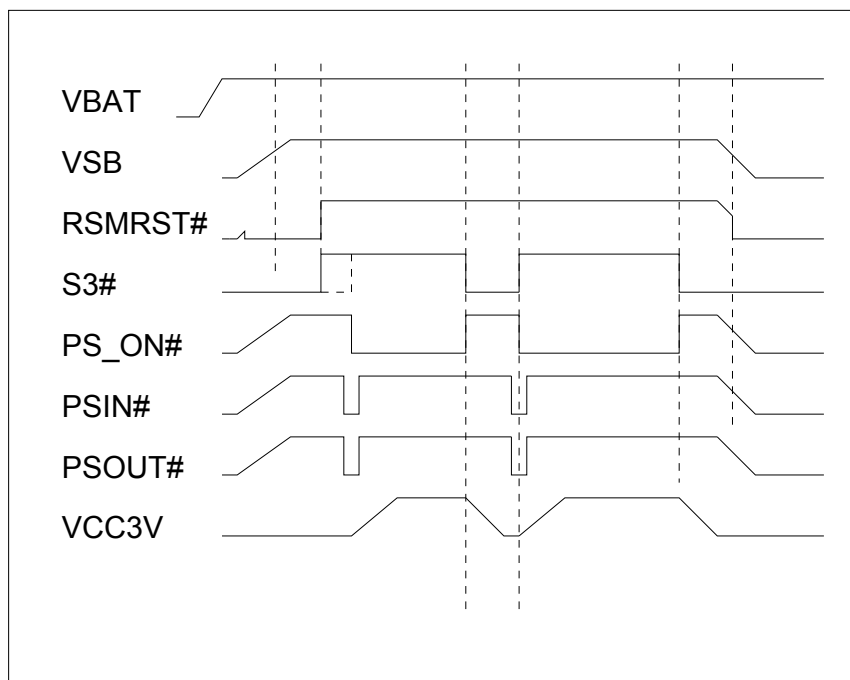 VBAT
VSB
RSMRST#
S3#
PS_ON#
PSIN#
PSOUT#
VCC3V